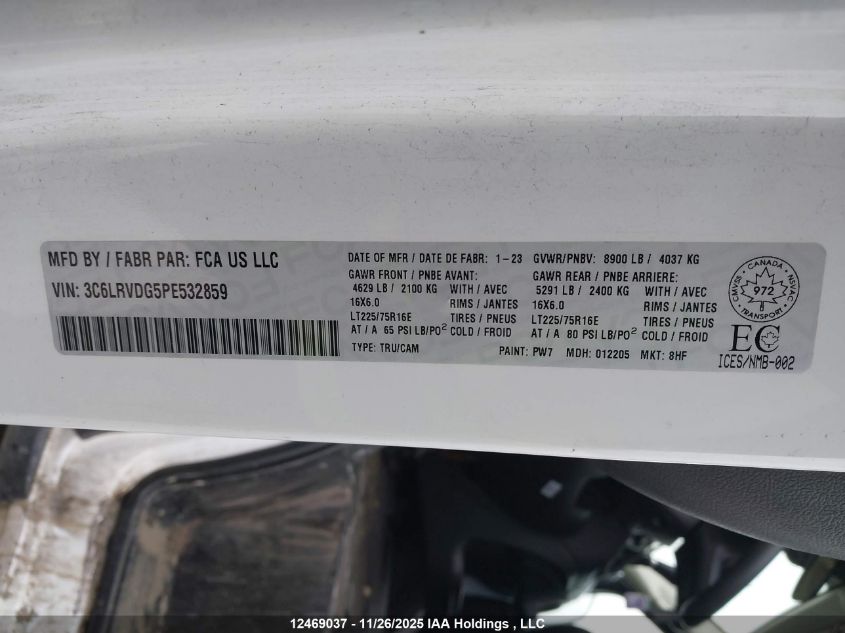 MFD BY / FABR PAR: FCA US LLC
VIN: 3C6LRVDG5PE532859
DATE OF MFR / DATE DE FABR: 1-23 GVWR/PNBV: 8900 LB / 4037 KG
GAWR FRONT / PNBE AVANT: GAWR REAR / PNBE ARRIERE:
4629 LB / 2100 KG WITH / AVEC 5291 LB / 2400 KG WITH / AVEC
16X6.0 RIMS / JANTES 16X6.0 RIMS / JANTES
LT225/75R16E TIRES / PNEUS LT225/75R16E TIRES / PNEUS
AT / A 65 PSI LB/PO² COLD / FROID AT / A 80 PSI LB/PO² COLD / FROID
TYPE: TRU/CAM PAINT: PW7 MDH: 012205 MKT: 8HF
CANADA
CMVSS 972
TRANSPORT
EC
ICES/NMB-002
12469037 - 11/26/2025 IAA Holdings , LLC